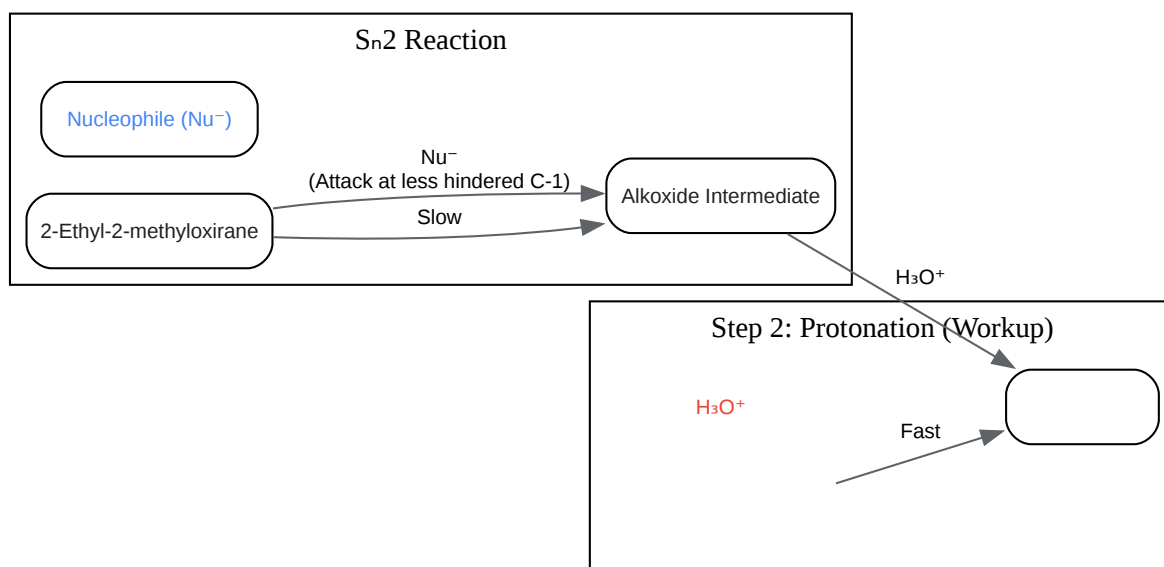 Sₙ2 Reaction
Nucleophile (Nu⁻)
Nu⁻
(Attack at less hindered C-1)
2-Ethyl-2-methyloxirane
Slow
Alkoxide Intermediate
H₃O⁺
Step 2: Protonation (Workup)
H₃O⁺
Fast